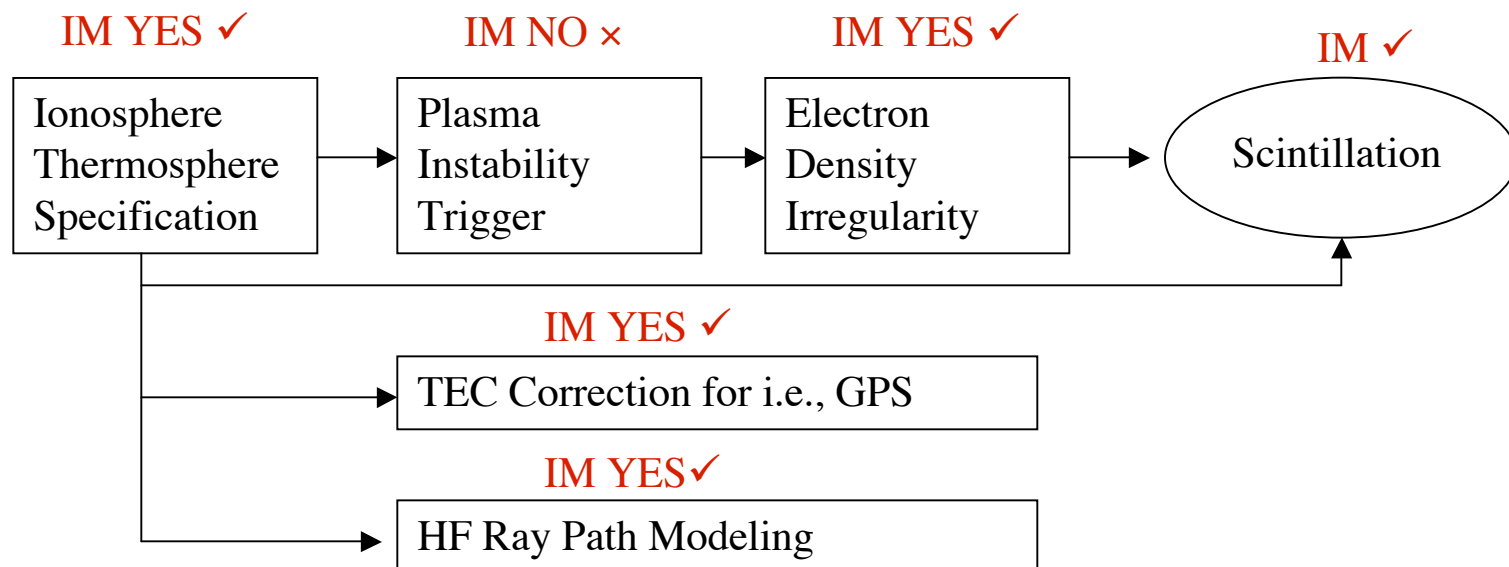 IM YES ✓
IM NO ×
IM YES ✓
IM ✓
Ionosphere
Thermosphere
Specification
Plasma
Instability
Trigger
Electron
Density
Irregularity
Scintillation
IM YES ✓
TEC Correction for i.e., GPS
IM YES✓
HF Ray Path Modeling